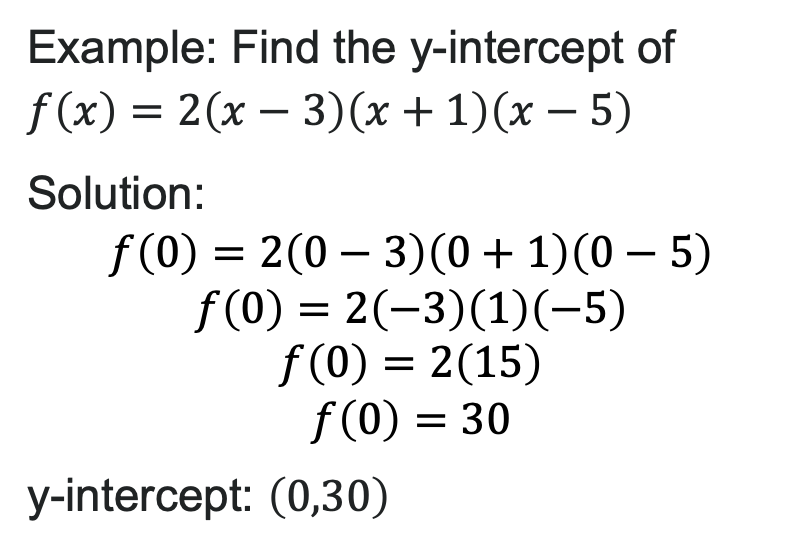 Example: Find the y-intercept of
f(x) = 2(x − 3)(x + 1)(x − 5)
Solution:
f(0) = 2(0 − 3)(0 + 1)(0 − 5)
f(0) = 2(−3)(1)(−5)
f(0) = 2(15)
f(0) = 30
y-intercept: (0,30)